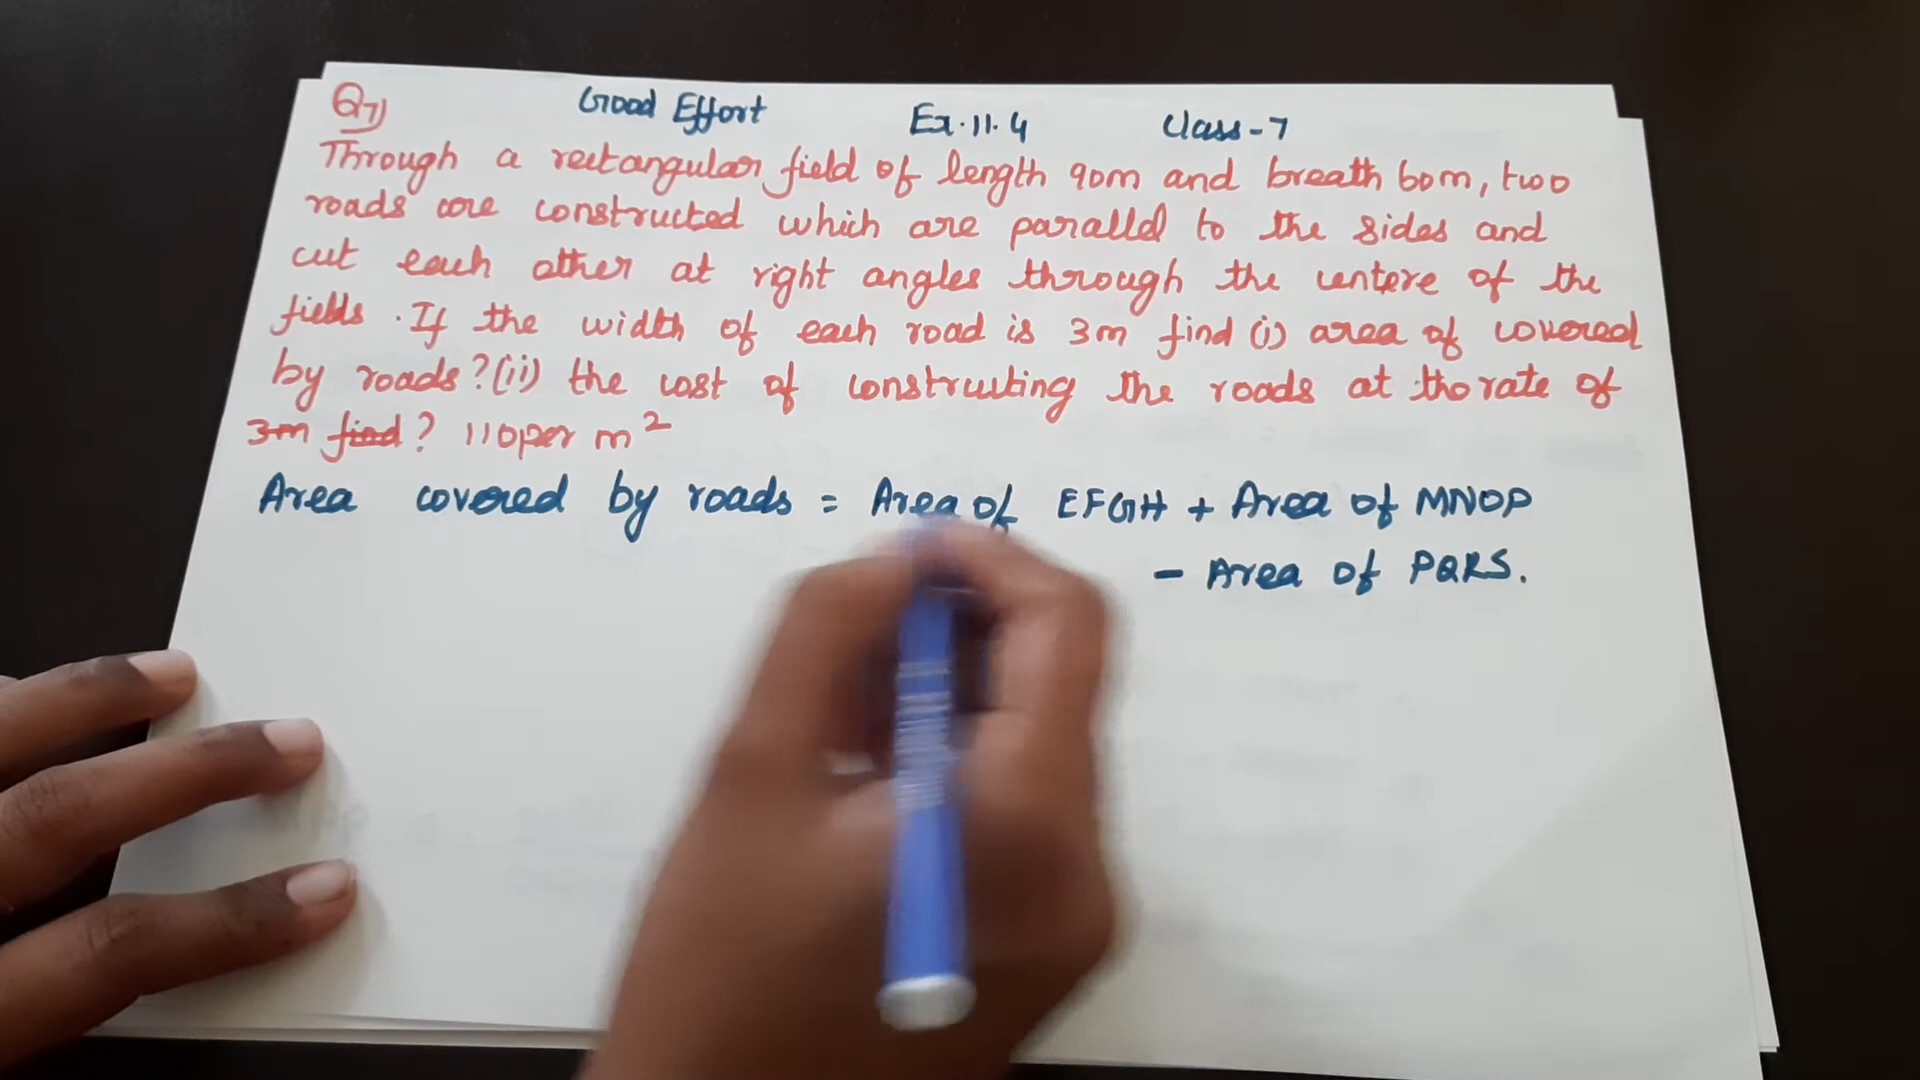 Q7)
Good Effort Ex.11.4 Class-7
Through a rectangular field of length 90m and breath 60m, two
roads are constructed which are parallel to the sides and
cut each other at right angles through the centere of the
fields. If the width of each road is 3m find (i) area of covered
by roads? (ii) the cost of constructing the roads at the rate of
3m find? 110per m²
Area covered by roads = Area of EFGH + Area of MNOP
- Area of PQRS.